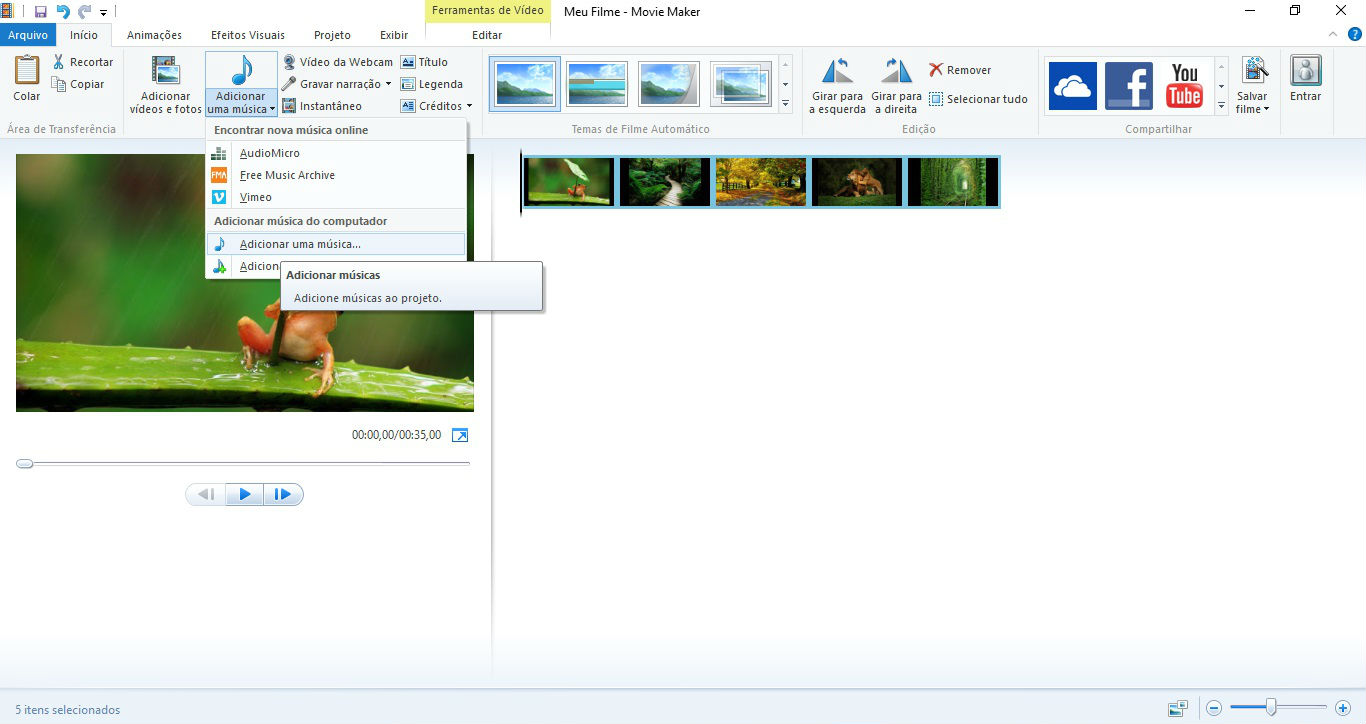 Ferramentas de Vídeo
Meu Filme - Movie Maker
Arquivo
Início
Animações
Efeitos Visuais
Projeto
Exibir
Editar
Colar
Recortar
Copiar
Área de Transferência
Adicionar
vídeos e fotos
Adicionar
uma música
Vídeo da Webcam
Gravar narração
Instantâneo
Título
Legenda
Créditos
Temas de Filme Automático
Girar para
a esquerda
Girar para
a direita
Remover
Selecionar tudo
Edição
You
Tube
Compartilhar
Salvar
filme
Entrar
Encontrar nova música online
AudioMicro
FMA
Free Music Archive
Vimeo
Adicionar música do computador
Adicionar uma música...
Adicion
Adicionar músicas
Adicione músicas ao projeto.
00:00,00/00:35,00
5 itens selecionados